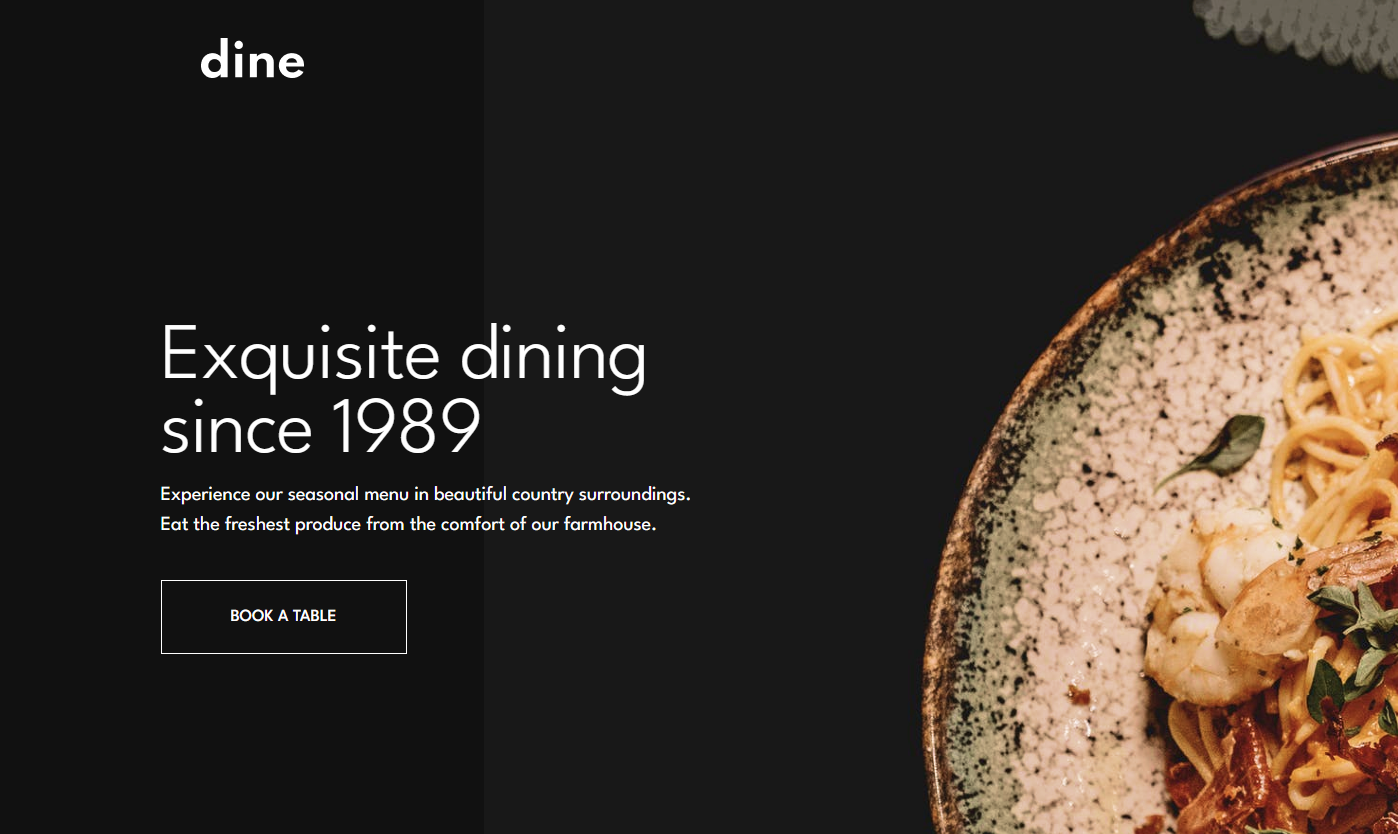 dine
Exquisite dining
since 1989
Experience our seasonal menu in beautiful country surroundings.
Eat the freshest produce from the comfort of our farmhouse.
BOOK A TABLE